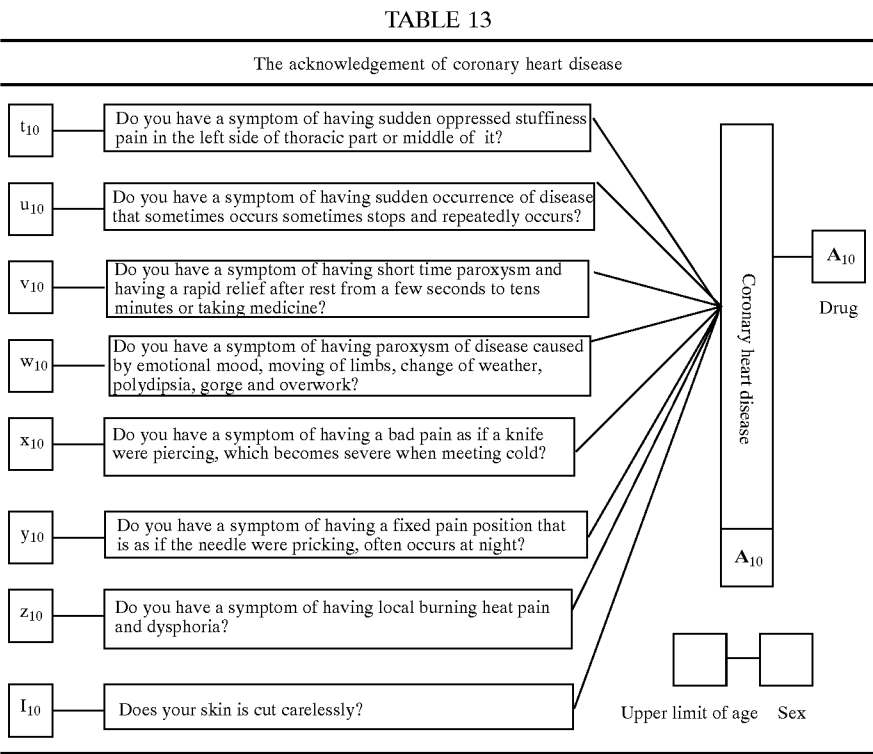 TABLE 13
The acknowledgement of coronary heart disease
t10
Do you have a symptom of having sudden oppressed stuffiness
pain in the left side of thoracic part or middle of it?
u10
Do you have a symptom of having sudden occurrence of disease
that sometimes occurs sometimes stops and repeatedly occurs?
v10
Do you have a symptom of having short time paroxysm and
having a rapid relief after rest from a few seconds to tens
minutes or taking medicine?
w10
Do you have a symptom of having paroxysm of disease caused
by emotional mood, moving of limbs, change of weather,
polydipsia, gorge and overwork?
x10
Do you have a symptom of having a bad pain as if a knife
were piercing, which becomes severe when meeting cold?
y10
Do you have a symptom of having a fixed pain position that
is as if the needle were pricking, often occurs at night?
z10
Do you have a symptom of having local burning heat pain
and dysphoria?
I10
Does your skin is cut carelessly?
Coronary heart disease
A10
A10
Drug
Upper limit of age
Sex